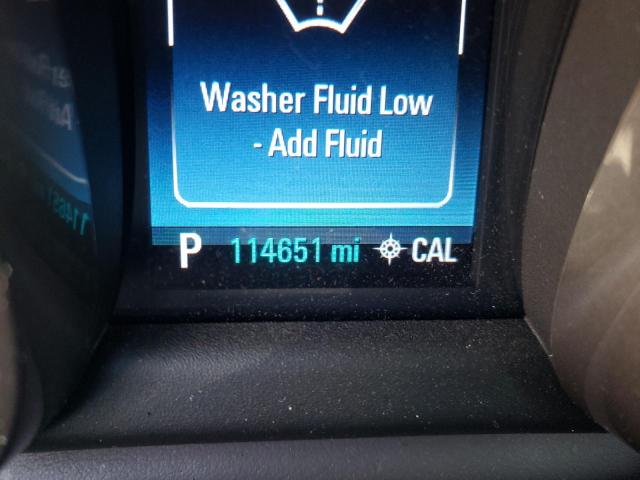 Washer Fluid Low
- Add Fluid
P 114651 mi CAL